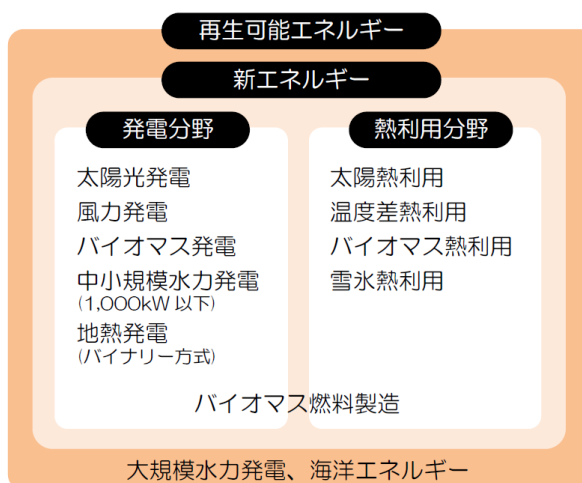 再生可能エネルギー
新エネルギー
発電分野
太陽光発電
風力発電
バイオマス発電
中小規模水力発電
(1,000kW 以下)
地熱発電
(バイナリー方式)
熱利用分野
太陽熱利用
温度差熱利用
バイオマス熱利用
雪氷熱利用
バイオマス燃料製造
大規模水力発電、海洋エネルギー